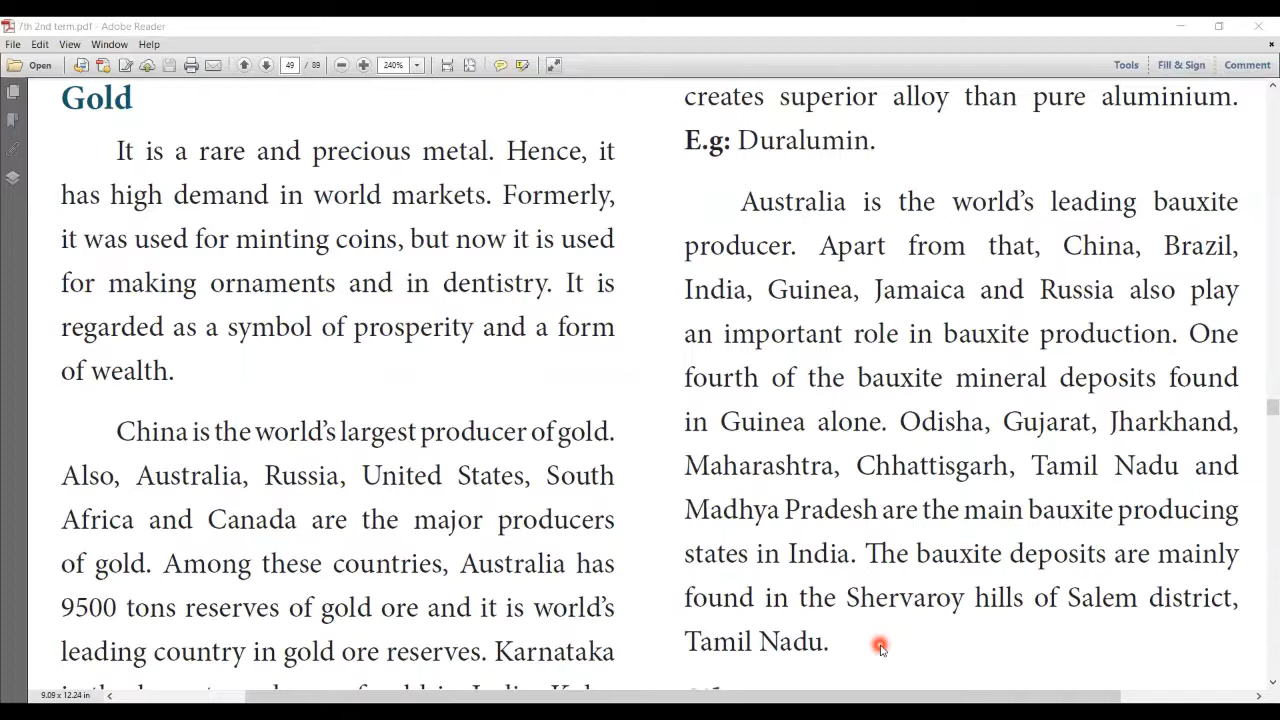 7th 2nd term.pdf - Adobe Reader
File Edit View Window Help
Open 49 / 89 240% Tools Fill & Sign Comment
Gold
It is a rare and precious metal. Hence, it
has high demand in world markets. Formerly,
it was used for minting coins, but now it is used
for making ornaments and in dentistry. It is
regarded as a symbol of prosperity and a form
of wealth.
China is the world's largest producer of gold.
Also, Australia, Russia, United States, South
Africa and Canada are the major producers
of gold. Among these countries, Australia has
9500 tons reserves of gold ore and it is world's
leading country in gold ore reserves. Karnataka
creates superior alloy than pure aluminium.
E.g: Duralumin.
Australia is the world's leading bauxite
producer. Apart from that, China, Brazil,
India, Guinea, Jamaica and Russia also play
an important role in bauxite production. One
fourth of the bauxite mineral deposits found
in Guinea alone. Odisha, Gujarat, Jharkhand,
Maharashtra, Chhattisgarh, Tamil Nadu and
Madhya Pradesh are the main bauxite producing
states in India. The bauxite deposits are mainly
found in the Shervaroy hills of Salem district,
Tamil Nadu.
9.09 x 12.24 in